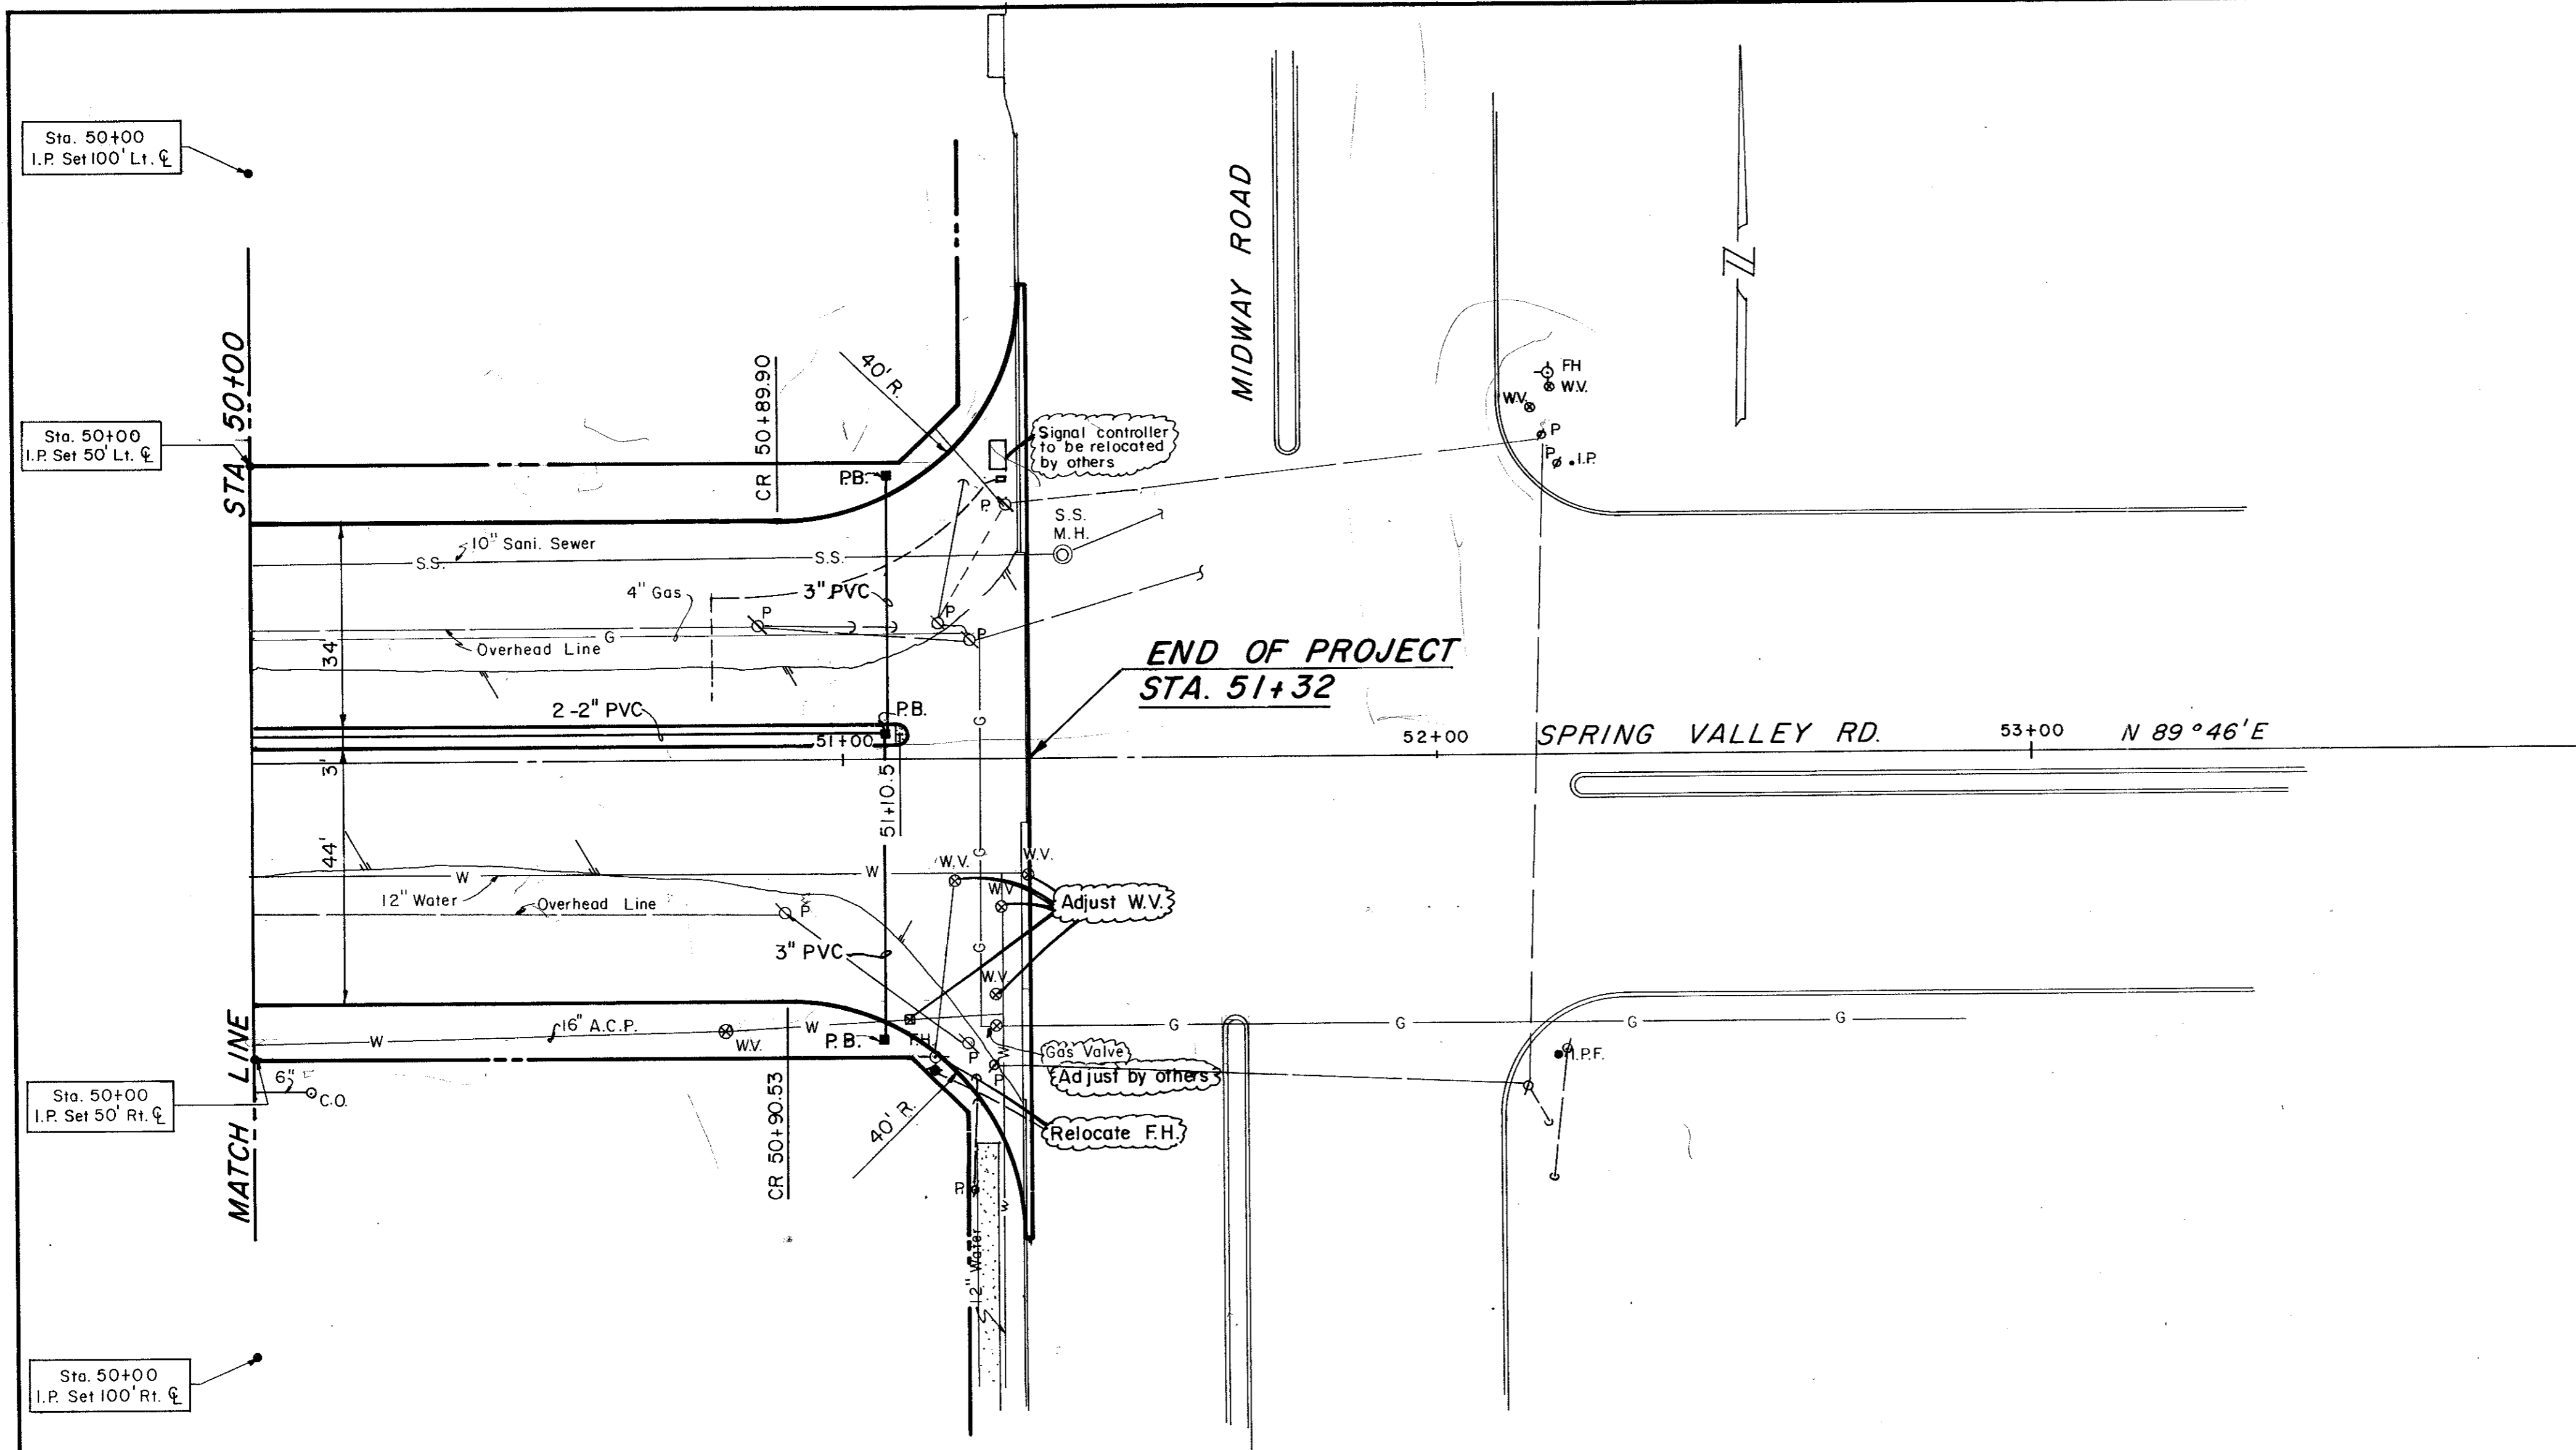 Sta. 50+00
I.P. Set 100' Lt. ℄
Sta. 50+00
I.P. Set 50' Lt. ℄
STA 50+00
MATCH LINE
Sta. 50+00
I.P. Set 50' Rt. ℄
Sta. 50+00
I.P. Set 100' Rt. ℄
CR 50+89.90
40' R.
P.B.
Signal controller
to be relocated
by others
P.
S.S.
M.H.
10" Sani. Sewer
S.S.
S.S.
4" Gas
3" PVC
P
P
P
G
Overhead Line
34'
2-2" PVC
P.B.
51+00
3'
51+10.5
G
END OF PROJECT
STA. 51+32
MIDWAY ROAD
N
FH
W.V.
W.V.
P
P
I.P.
52+00
SPRING VALLEY RD.
53+00
N 89°46'E
44'
W
W
W.V.
W.V.
W.V.
G
12" Water
Overhead Line
P
Adjust W.V.
3" PVC
G
W.V.
16" A.C.P.
W
W
W.V.
P.B.
F.H.
P
P
W
Gas Valve
Adjust by others
G
G
G
G
I.P.F.
6"
C.O.
CR 50+90.53
40' R.
Relocate F.H.
P.
W
12" Water